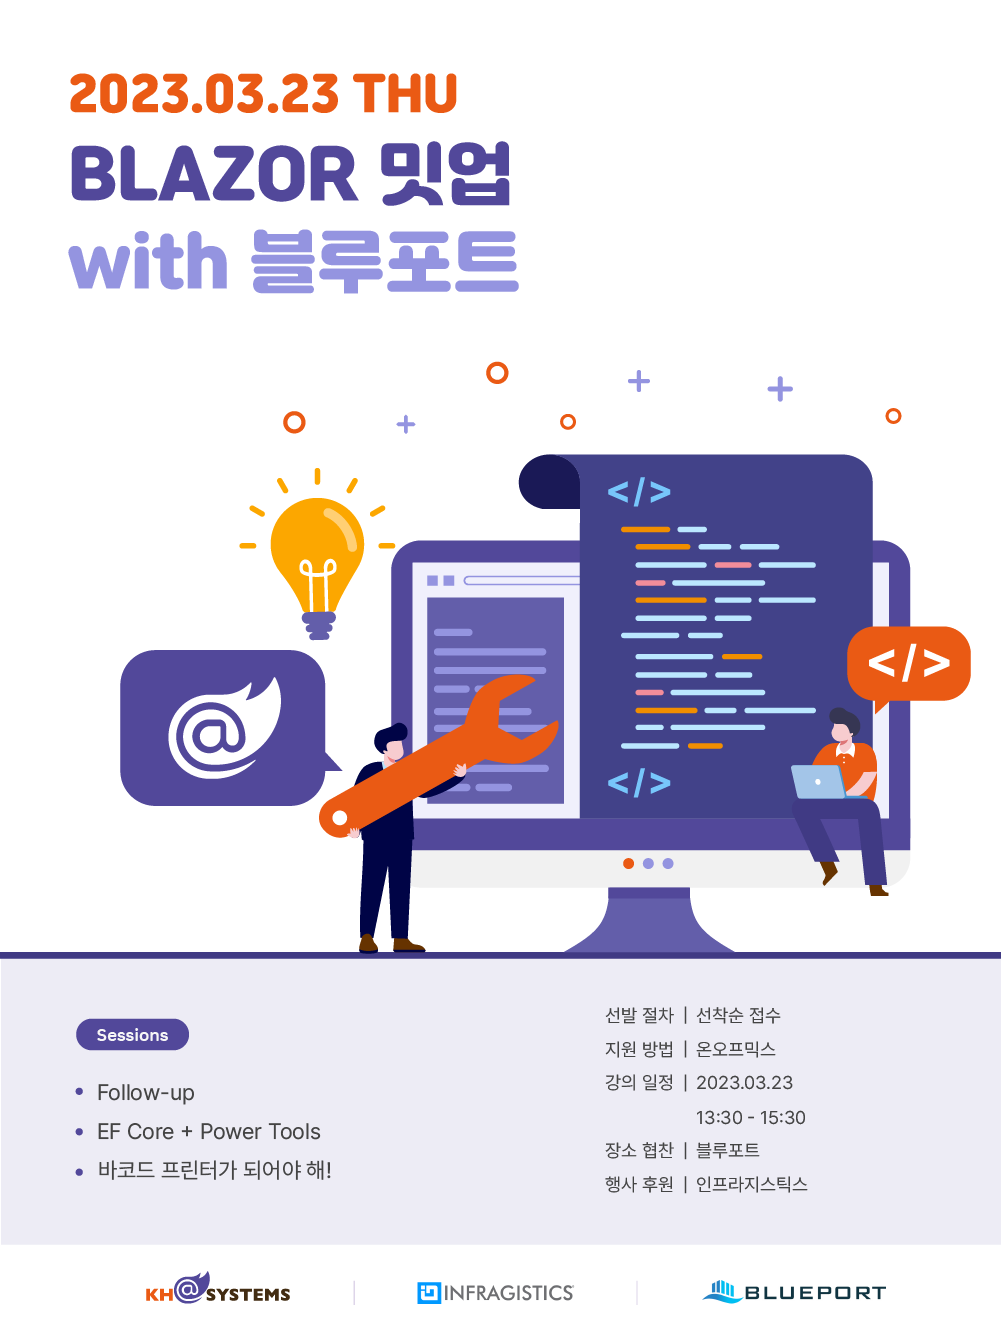 2023.03.23 THU
BLAZOR 밋업
with 블루포트
</>
</>
</>
@
Sessions
Follow-up
EF Core + Power Tools
바코드 프린터가 되어야 해!
선발 절차 | 선착순 접수
지원 방법 | 온오프믹스
강의 일정 | 2023.03.23
13:30 - 15:30
장소 협찬 | 블루포트
행사 후원 | 인프라지스틱스
KH@SYSTEMS
INFRAGISTICS
BLUEPORT